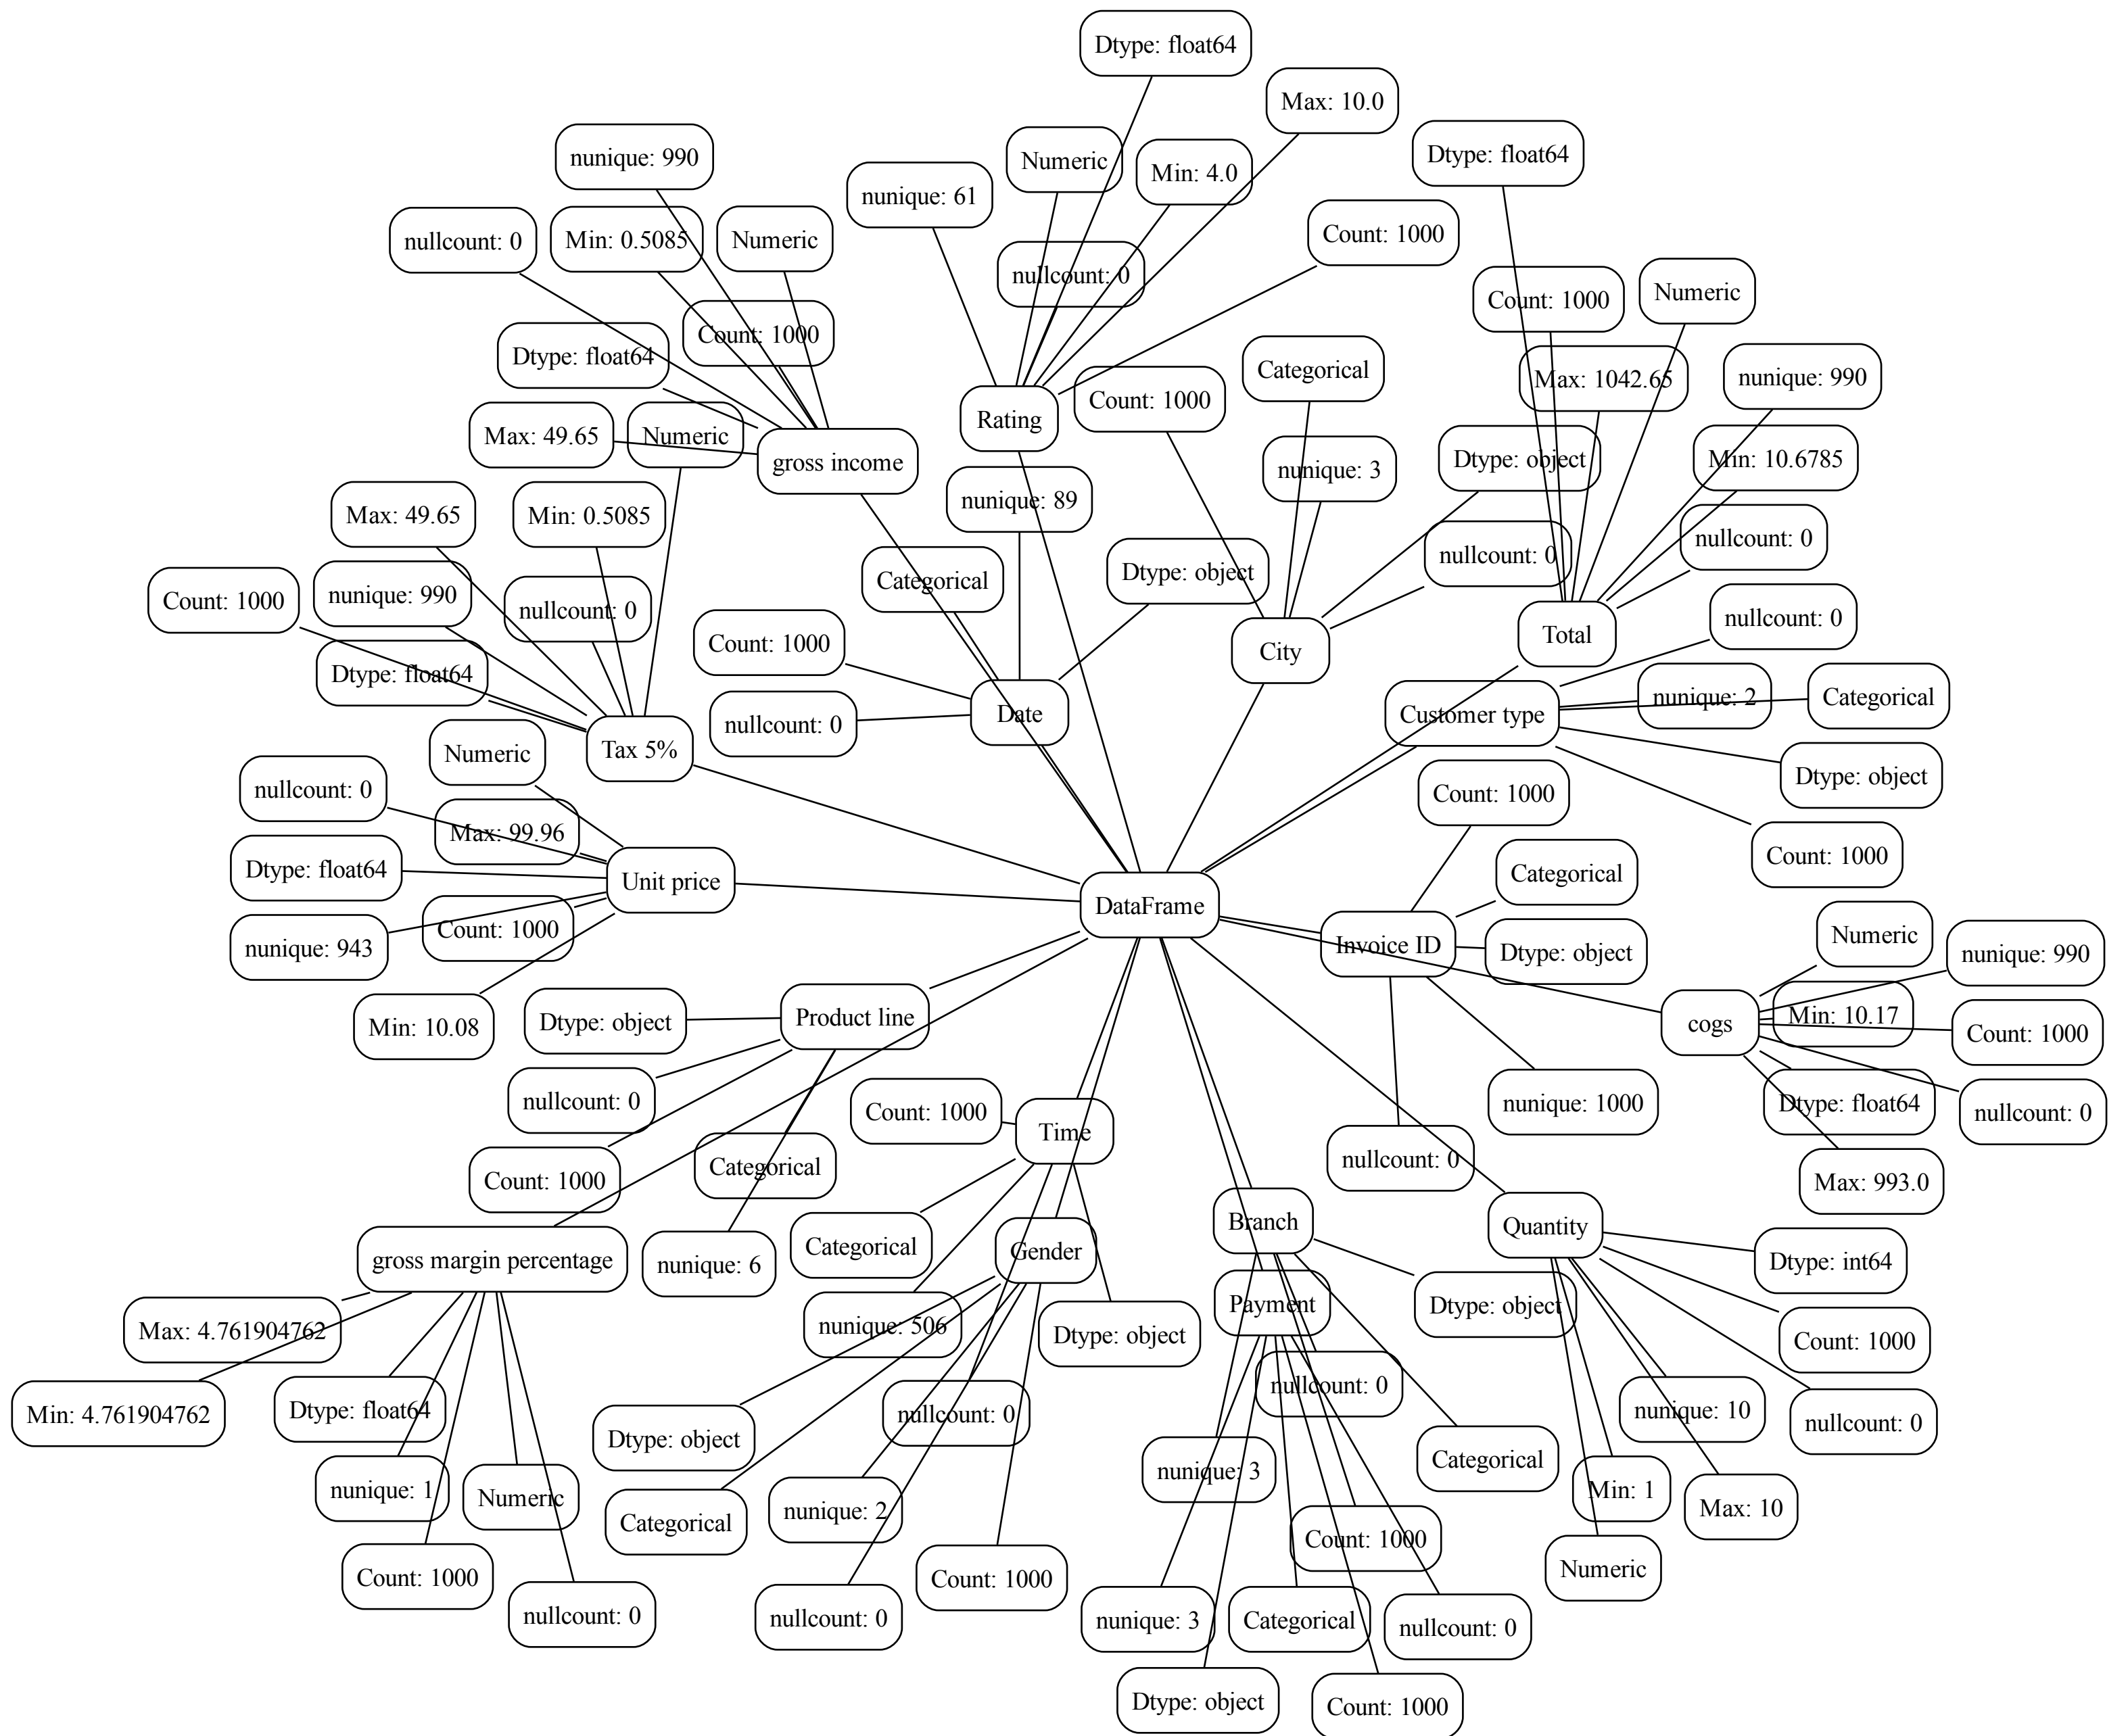 Dtype: float64
Max: 10.0
Dtype: float64
nunique: 990
Numeric
Min: 4.0
nunique: 61
nullcount: 0
Min: 0.5085
Numeric
Count: 1000
nullcount: 0
Count: 1000
Numeric
Count: 1000
Dtype: float64
Categorical
Max: 1042.65
nunique: 990
Count: 1000
Rating
Max: 49.65
Numeric
gross income
nunique: 3
Dtype: object
Min: 10.6785
nunique: 89
Max: 49.65
Min: 0.5085
nullcount: 0
nullcount: 0
Dtype: object
Categorical
Count: 1000
nunique: 990
nullcount: 0
nullcount: 0
Total
Count: 1000
City
Dtype: float64
nunique: 2
Categorical
nullcount: 0
Date
Customer type
Tax 5%
Numeric
Dtype: object
nullcount: 0
Count: 1000
Max: 99.96
Count: 1000
Dtype: float64
Unit price
Categorical
DataFrame
Count: 1000
nunique: 943
Invoice ID
Dtype: object
Numeric
nunique: 990
Min: 10.08
Dtype: object
Product line
cogs
Min: 10.17
Count: 1000
nullcount: 0
Count: 1000
Time
nunique: 1000
Dtype: float64
nullcount: 0
Count: 1000
Categorical
nullcount: 0
Max: 993.0
gross margin percentage
nunique: 6
Categorical
Gender
Branch
Quantity
Dtype: int64
Max: 4.761904762
nunique: 506
Dtype: object
Payment
Dtype: object
Count: 1000
Min: 4.761904762
Dtype: float64
Dtype: object
nullcount: 0
nullcount: 0
nunique: 10
nullcount: 0
nunique: 1
Numeric
Categorical
nunique: 2
nunique: 3
Categorical
Min: 1
Max: 10
Count: 1000
nullcount: 0
nullcount: 0
Count: 1000
Count: 1000
Numeric
nunique: 3
Categorical
nullcount: 0
Dtype: object
Count: 1000